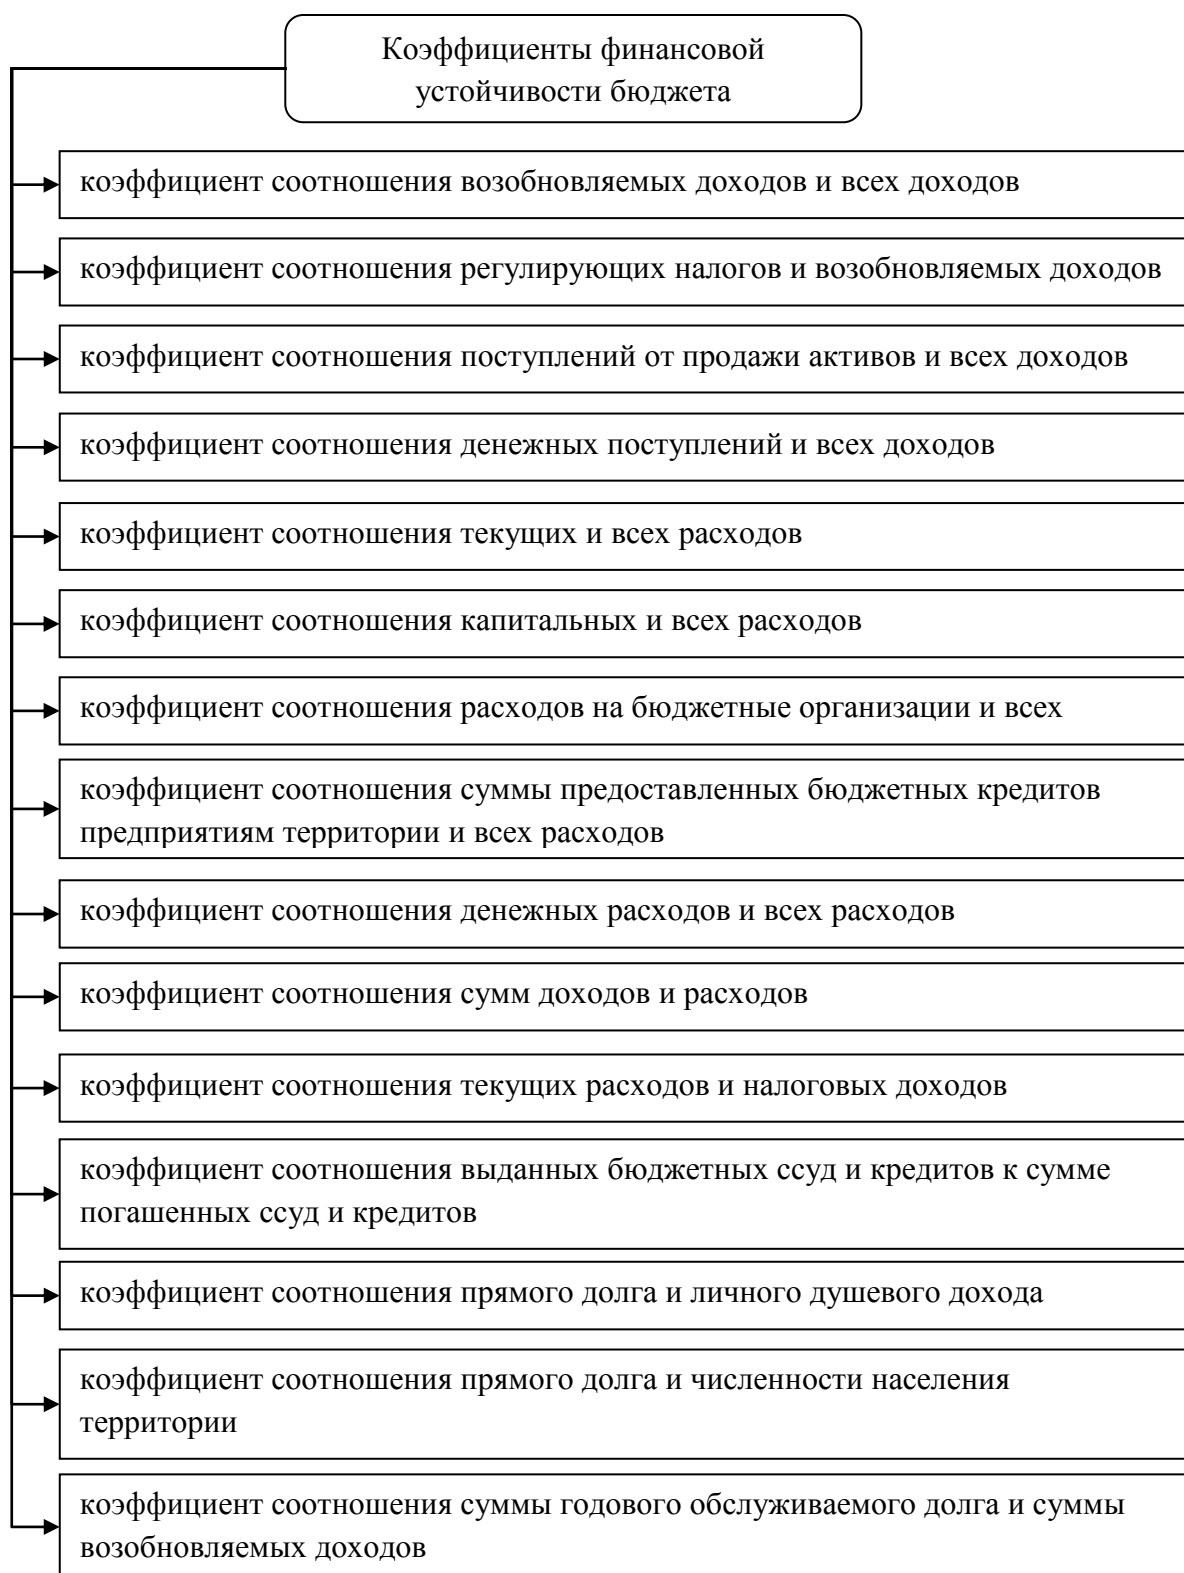 Коэффициенты финансовой
устойчивости бюджета
коэффициент соотношения возобновляемых доходов и всех доходов
коэффициент соотношения регулирующих налогов и возобновляемых доходов
коэффициент соотношения поступлений от продажи активов и всех доходов
коэффициент соотношения денежных поступлений и всех доходов
коэффициент соотношения текущих и всех расходов
коэффициент соотношения капитальных и всех расходов
коэффициент соотношения расходов на бюджетные организации и всех
коэффициент соотношения суммы предоставленных бюджетных кредитов
предприятиям территории и всех расходов
коэффициент соотношения денежных расходов и всех расходов
коэффициент соотношения сумм доходов и расходов
коэффициент соотношения текущих расходов и налоговых доходов
коэффициент соотношения выданных бюджетных ссуд и кредитов к сумме
погашенных ссуд и кредитов
коэффициент соотношения прямого долга и личного душевого дохода
коэффициент соотношения прямого долга и численности населения
территории
коэффициент соотношения суммы годового обслуживаемого долга и суммы
возобновляемых доходов